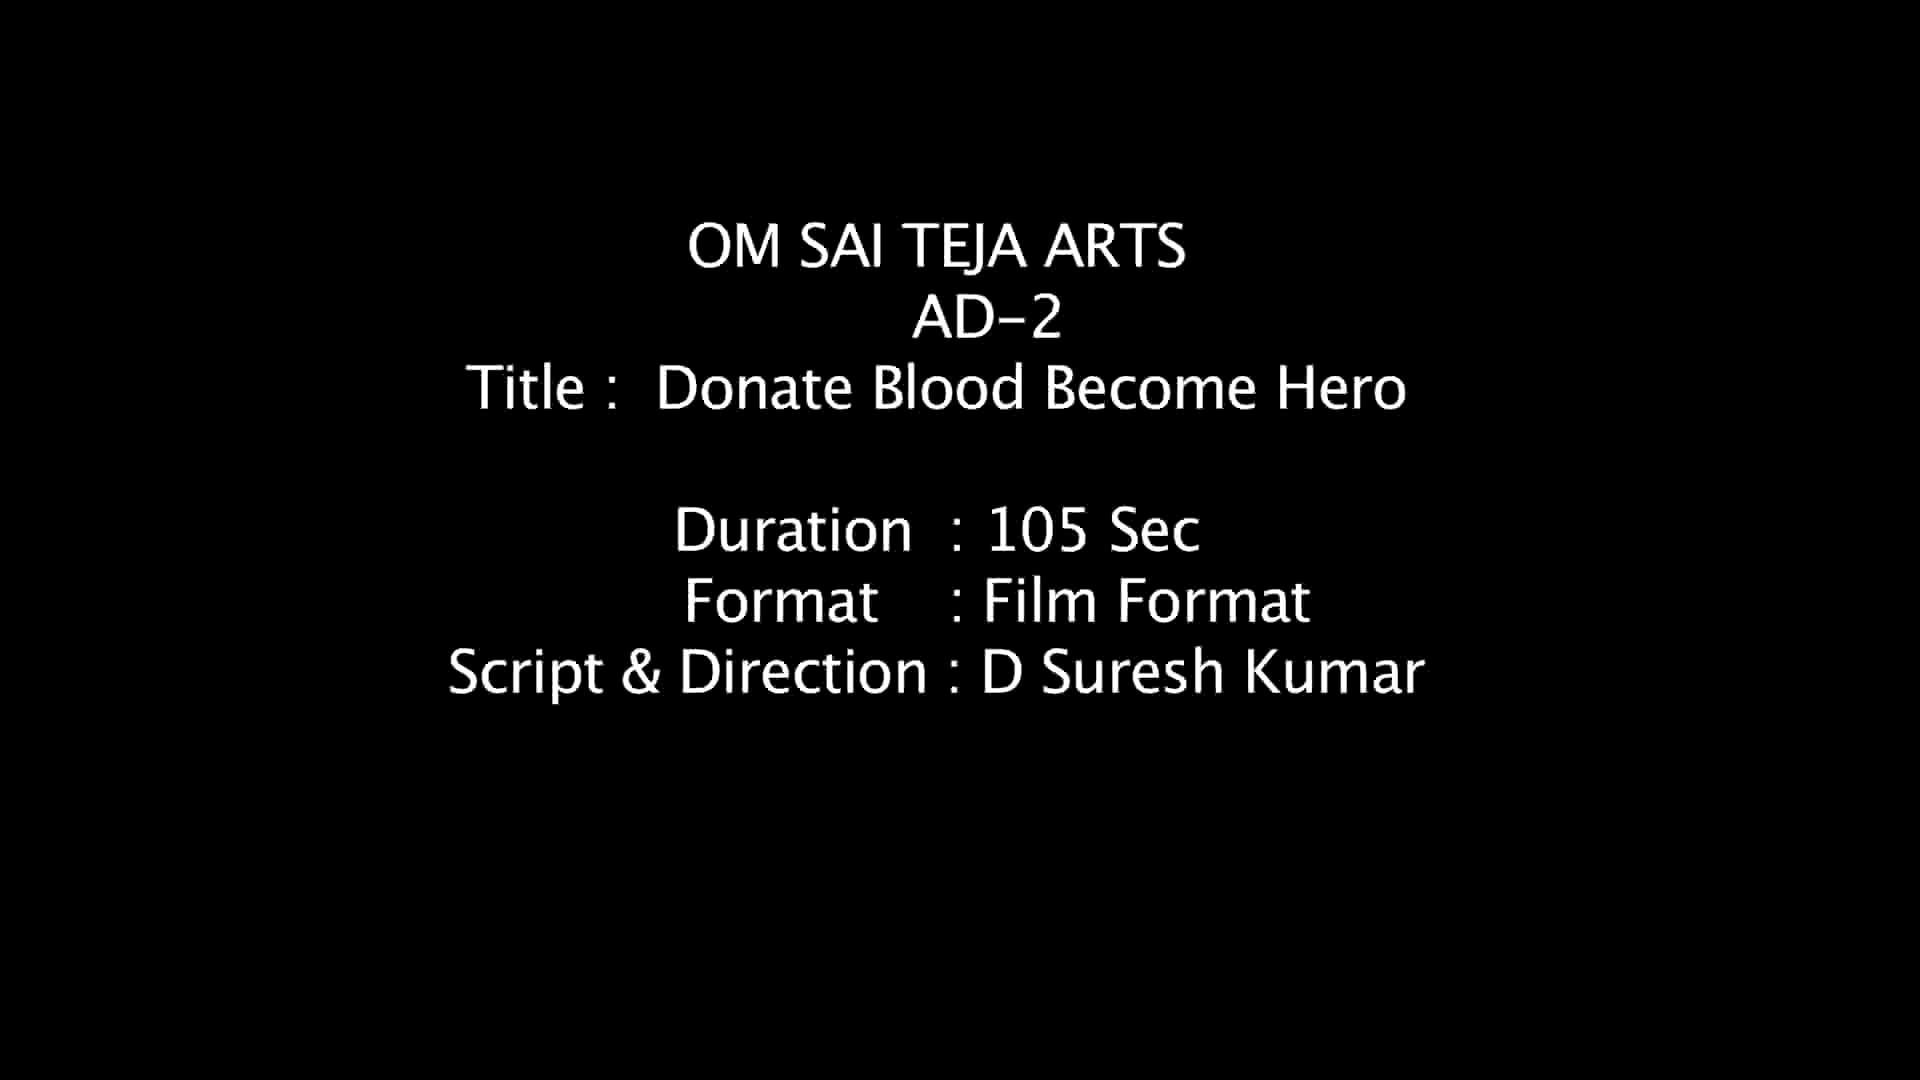 OM SAI TEJA ARTS
AD-2
Title : Donate Blood Become Hero
Duration : 105 Sec
Format : Film Format
Script & Direction : D Suresh Kumar